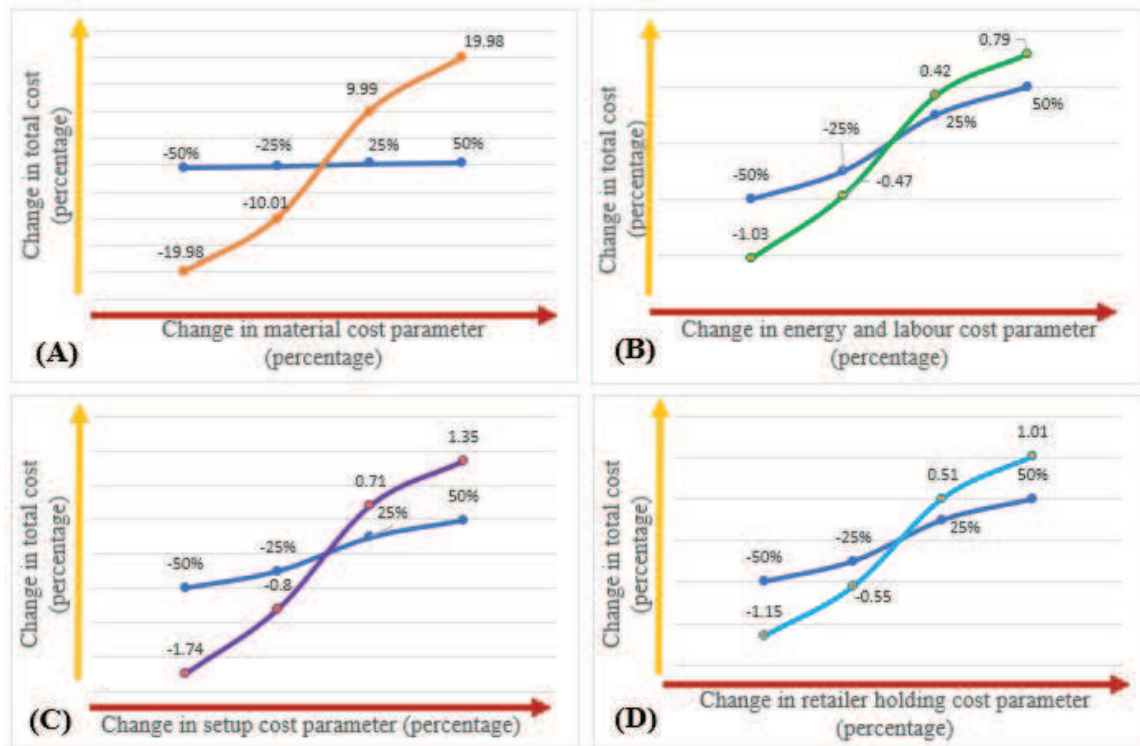 Change in total cost
(percentage)
19.98
9.99
-50%
-25%
25%
50%
-10.01
-19.98
Change in material cost parameter
(percentage)
(A)
Change in total cost
(percentage)
0.79
0.42
-25%
25%
50%
-50%
-0.47
-1.03
Change in energy and labour cost parameter
(percentage)
(B)
Change in total cost
(percentage)
1.35
0.71
50%
25%
-25%
-50%
-0.8
-1.74
Change in setup cost parameter (percentage)
(C)
Change in total cost
(percentage)
1.01
0.51
50%
25%
-25%
-50%
-0.55
-1.15
Change in retailer holding cost parameter
(percentage)
(D)